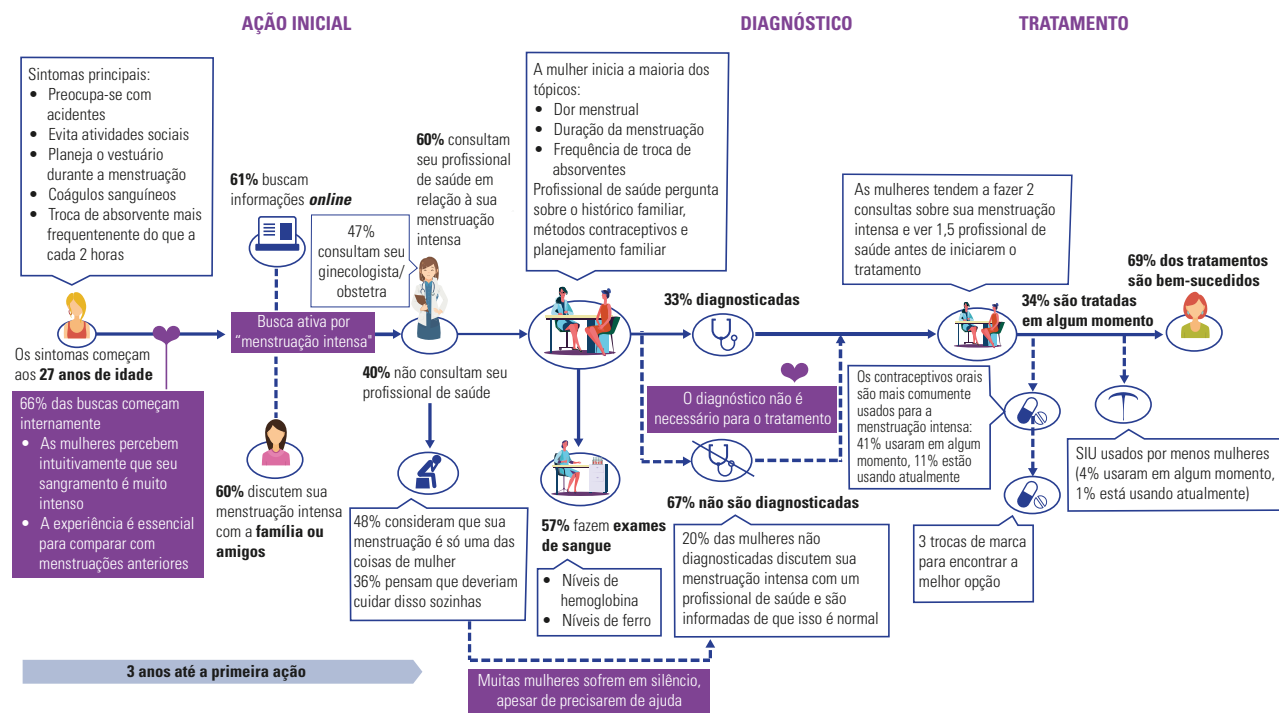 AÇÃO INICIAL
DIAGNÓSTICO
TRATAMENTO
Sintomas principais:
• Preocupa-se com
acidentes
• Evita atividades sociais
• Planeja o vestuário
durante a menstruação
• Coágulos sanguíneos
• Troca de absorvente mais
frequentenente do que a
cada 2 horas
Os sintomas começam
aos 27 anos de idade
66% das buscas começam
internamente
• As mulheres percebem
intuitivamente que seu
sangramento é muito
intenso
• A experiência é essencial
para comparar com
menstruações anteriores
61% buscam
informações online
Busca ativa por
“menstruação intensa"
60% discutem sua
menstruação intensa
com a família ou
amigos
47%
consultam seu
ginecologista/
obstetra
60% consultam
seu profissional
de saúde em
relação à sua
menstruação
intensa
40% não consultam seu
profissional de saúde
48% consideram que sua
menstruação é só uma das
coisas de mulher
36% pensam que deveriam
cuidar disso sozinhas
A mulher inicia a maioria dos
tópicos:
• Dor menstrual
• Duração da menstruação
• Frequência de troca de
absorventes
Profissional de saúde pergunta
sobre o histórico familiar,
métodos contraceptivos e
planejamento familiar
57% fazem exames
de sangue
• Níveis de
hemoglobina
• Níveis de ferro
33% diagnosticadas
O diagnóstico não é
necessário para o tratamento
67% não são diagnosticadas
20% das mulheres não
diagnosticadas discutem sua
menstruação intensa com um
profissional de saúde e são
informadas de que isso é normal
As mulheres tendem a fazer 2
consultas sobre sua menstruação
intensa e ver 1,5 profissional de
saúde antes de iniciarem o
tratamento
34% são tratadas
em algum momento
69% dos tratamentos
são bem-sucedidos
Os contraceptivos orais
são mais comumente
usados para a
menstruação intensa:
41% usaram em algum
momento, 11% estão
usando atualmente
3 trocas de marca
para encontrar a
melhor opção
SIU usados por menos mulheres
(4% usaram em algum momento,
1% está usando atualmente)
3 anos até a primeira ação
Muitas mulheres sofrem em silêncio,
apesar de precisarem de ajuda